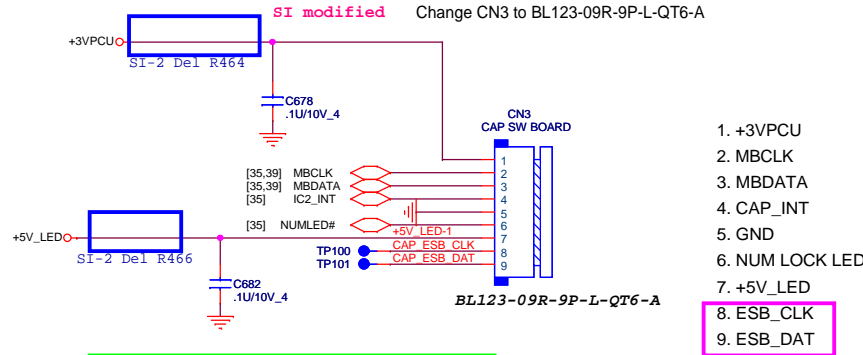 SI modified Change CN3 to BL123-09R-9P-L-QT6-A
+3VPCU
SI-2 Del R464
C678
.1U/10V_4
CN3
CAP SW BOARD
[35,39] MBCLK
[35,39] MBDATA
[35] IC2_INT
[35] NUMLED#
+5V_LED-1
TP100 CAP_ESB_CLK
TP101 CAP_ESB_DAT
1
2
3
4
5
6
7
8
9
BL123-09R-9P-L-QT6-A
+5V_LED
SI-2 Del R466
C682
.1U/10V_4
1. +3VPCU
2. MBCLK
3. MBDATA
4. CAP_INT
5. GND
6. NUM LOCK LED
7. +5V_LED
8. ESB_CLK
9. ESB_DAT